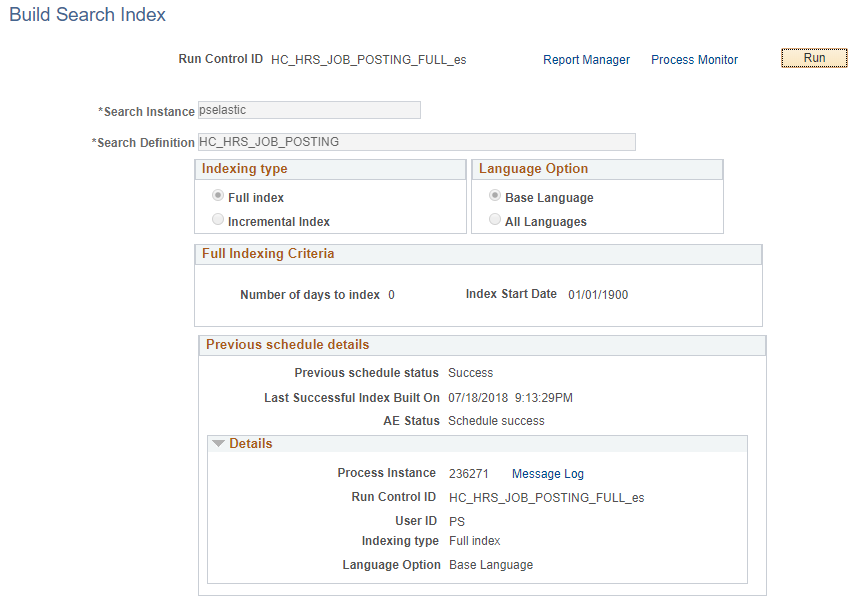 Build Search Index
Run Control ID HC_HRS_JOB_POSTING_FULL_es Report Manager Process Monitor Run
*Search Instance pselastic
*Search Definition HC_HRS_JOB_POSTING
Indexing type Language Option
Full index Base Language
Incremental Index All Languages
Full Indexing Criteria
Number of days to index 0 Index Start Date 01/01/1900
Previous schedule details
Previous schedule status Success
Last Successful Index Built On 07/18/2018 9:13:29PM
AE Status Schedule success
Details
Process Instance 236271 Message Log
Run Control ID HC_HRS_JOB_POSTING_FULL_es
User ID PS
Indexing type Full index
Language Option Base Language